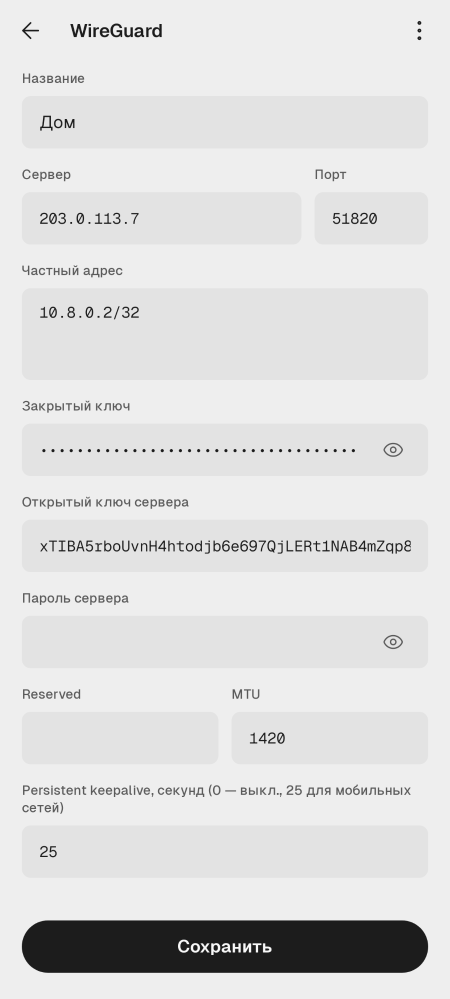 WireGuard
Название
Дом
Сервер
Порт
203.0.113.7
51820
Частный адрес
10.8.0.2/32
Закрытый ключ
••••••••••••••••••••••••••••••••••••
Открытый ключ сервера
xTIBA5rboUvnH4htodjb6e697QjLERt1NAB4mZqp8
Пароль сервера
Reserved
MTU
1420
Persistent keepalive, секунд (0 — выкл., 25 для мобильных
сетей)
25
Сохранить